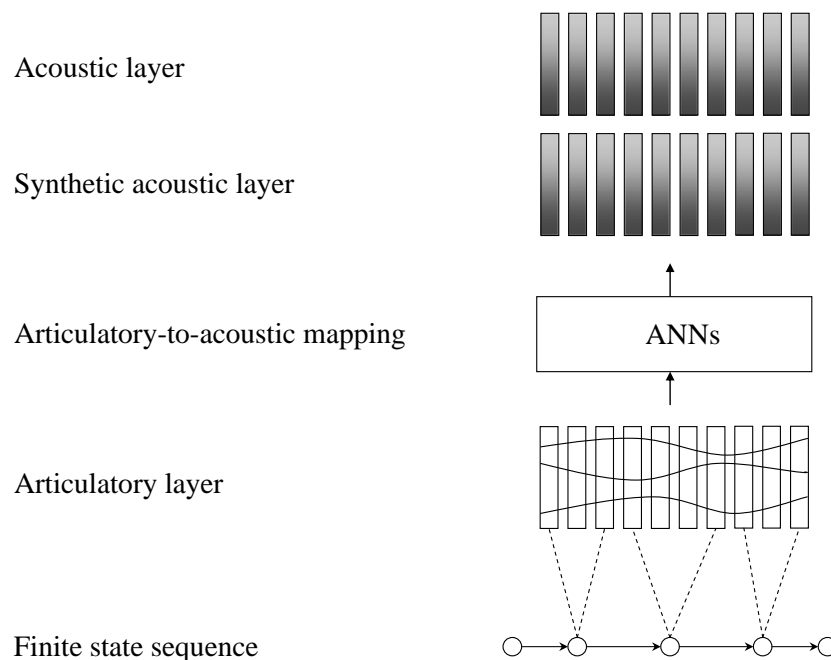 Acoustic layer
Synthetic acoustic layer
Articulatory-to-acoustic mapping
ANNs
Articulatory layer
Finite state sequence